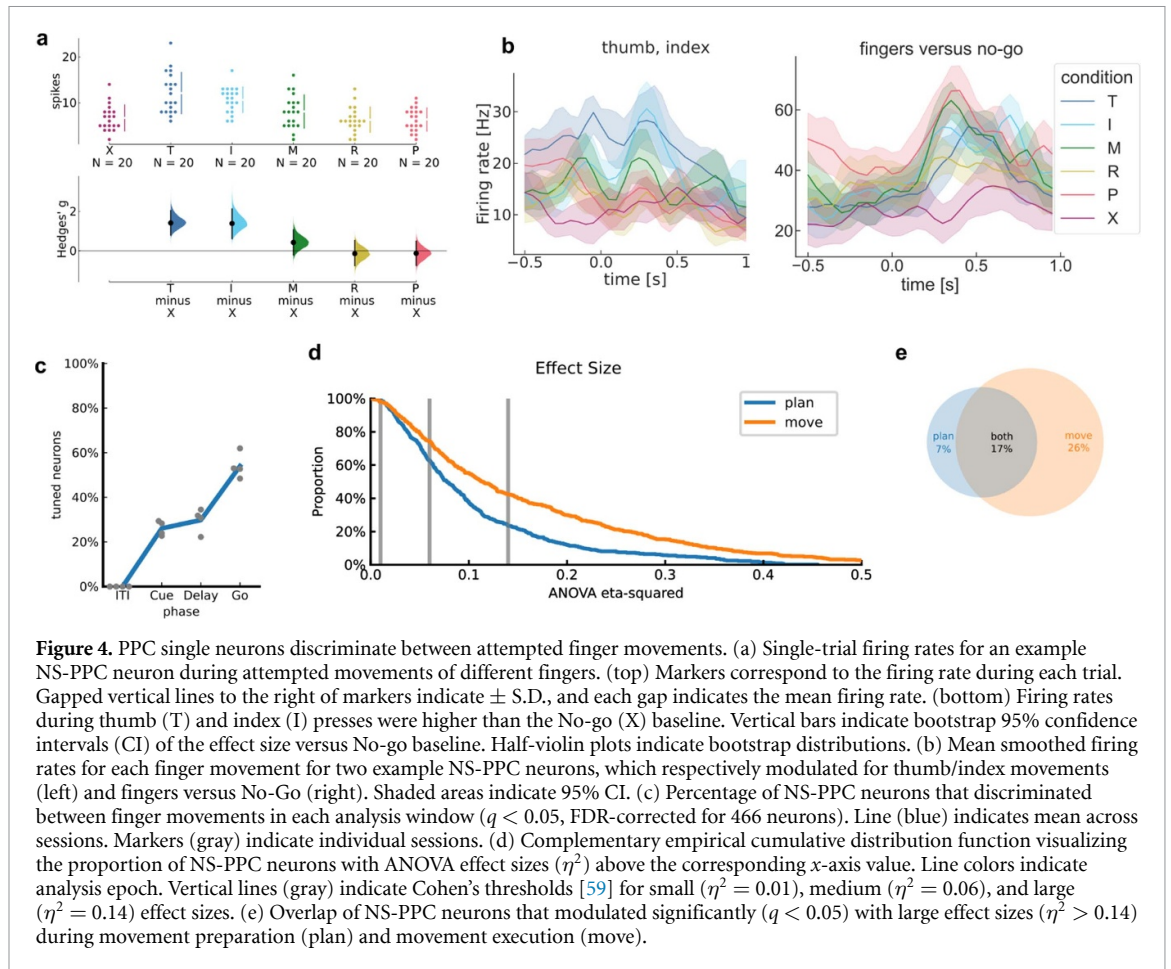 a
20
10
spikes
X
T
I
M
R
P
N = 20
N = 20
N = 20
N = 20
N = 20
N = 20
2
0
Hedges' g
T
minus
X
I
minus
X
M
minus
X
R
minus
X
P
minus
X
b
thumb, index
30
20
10
Firing rate [Hz]
−0.5
0.0
0.5
1
time [s]
fingers versus no-go
60
40
20
−0.5
0.0
0.5
1.0
time [s]
condition
T
I
M
R
P
X
c
100%
80%
60%
40%
20%
0%
tuned neurons
ITI
Cue
Delay
Go
phase
d
Effect Size
100%
80%
60%
40%
20%
0%
Proportion
0.0
0.1
0.2
0.3
0.4
0.5
ANOVA eta-squared
plan
move
e
plan
7%
both
17%
move
26%
Figure 4. PPC single neurons discriminate between attempted finger movements. (a) Single-trial firing rates for an example
NS-PPC neuron during attempted movements of different fingers. (top) Markers correspond to the firing rate during each trial.
Gapped vertical lines to the right of markers indicate ± S.D., and each gap indicates the mean firing rate. (bottom) Firing rates
during thumb (T) and index (I) presses were higher than the No-go (X) baseline. Vertical bars indicate bootstrap 95% confidence
intervals (CI) of the effect size versus No-go baseline. Half-violin plots indicate bootstrap distributions. (b) Mean smoothed firing
rates for each finger movement for two example NS-PPC neurons, which respectively modulated for thumb/index movements
(left) and fingers versus No-Go (right). Shaded areas indicate 95% CI. (c) Percentage of NS-PPC neurons that discriminated
between finger movements in each analysis window (q < 0.05, FDR-corrected for 466 neurons). Line (blue) indicates mean across
sessions. Markers (gray) indicate individual sessions. (d) Complementary empirical cumulative distribution function visualizing
the proportion of NS-PPC neurons with ANOVA effect sizes (η²) above the corresponding x-axis value. Line colors indicate
analysis epoch. Vertical lines (gray) indicate Cohen's thresholds [59] for small (η² = 0.01), medium (η² = 0.06), and large
(η² = 0.14) effect sizes. (e) Overlap of NS-PPC neurons that modulated significantly (q < 0.05) with large effect sizes (η² > 0.14)
during movement preparation (plan) and movement execution (move).